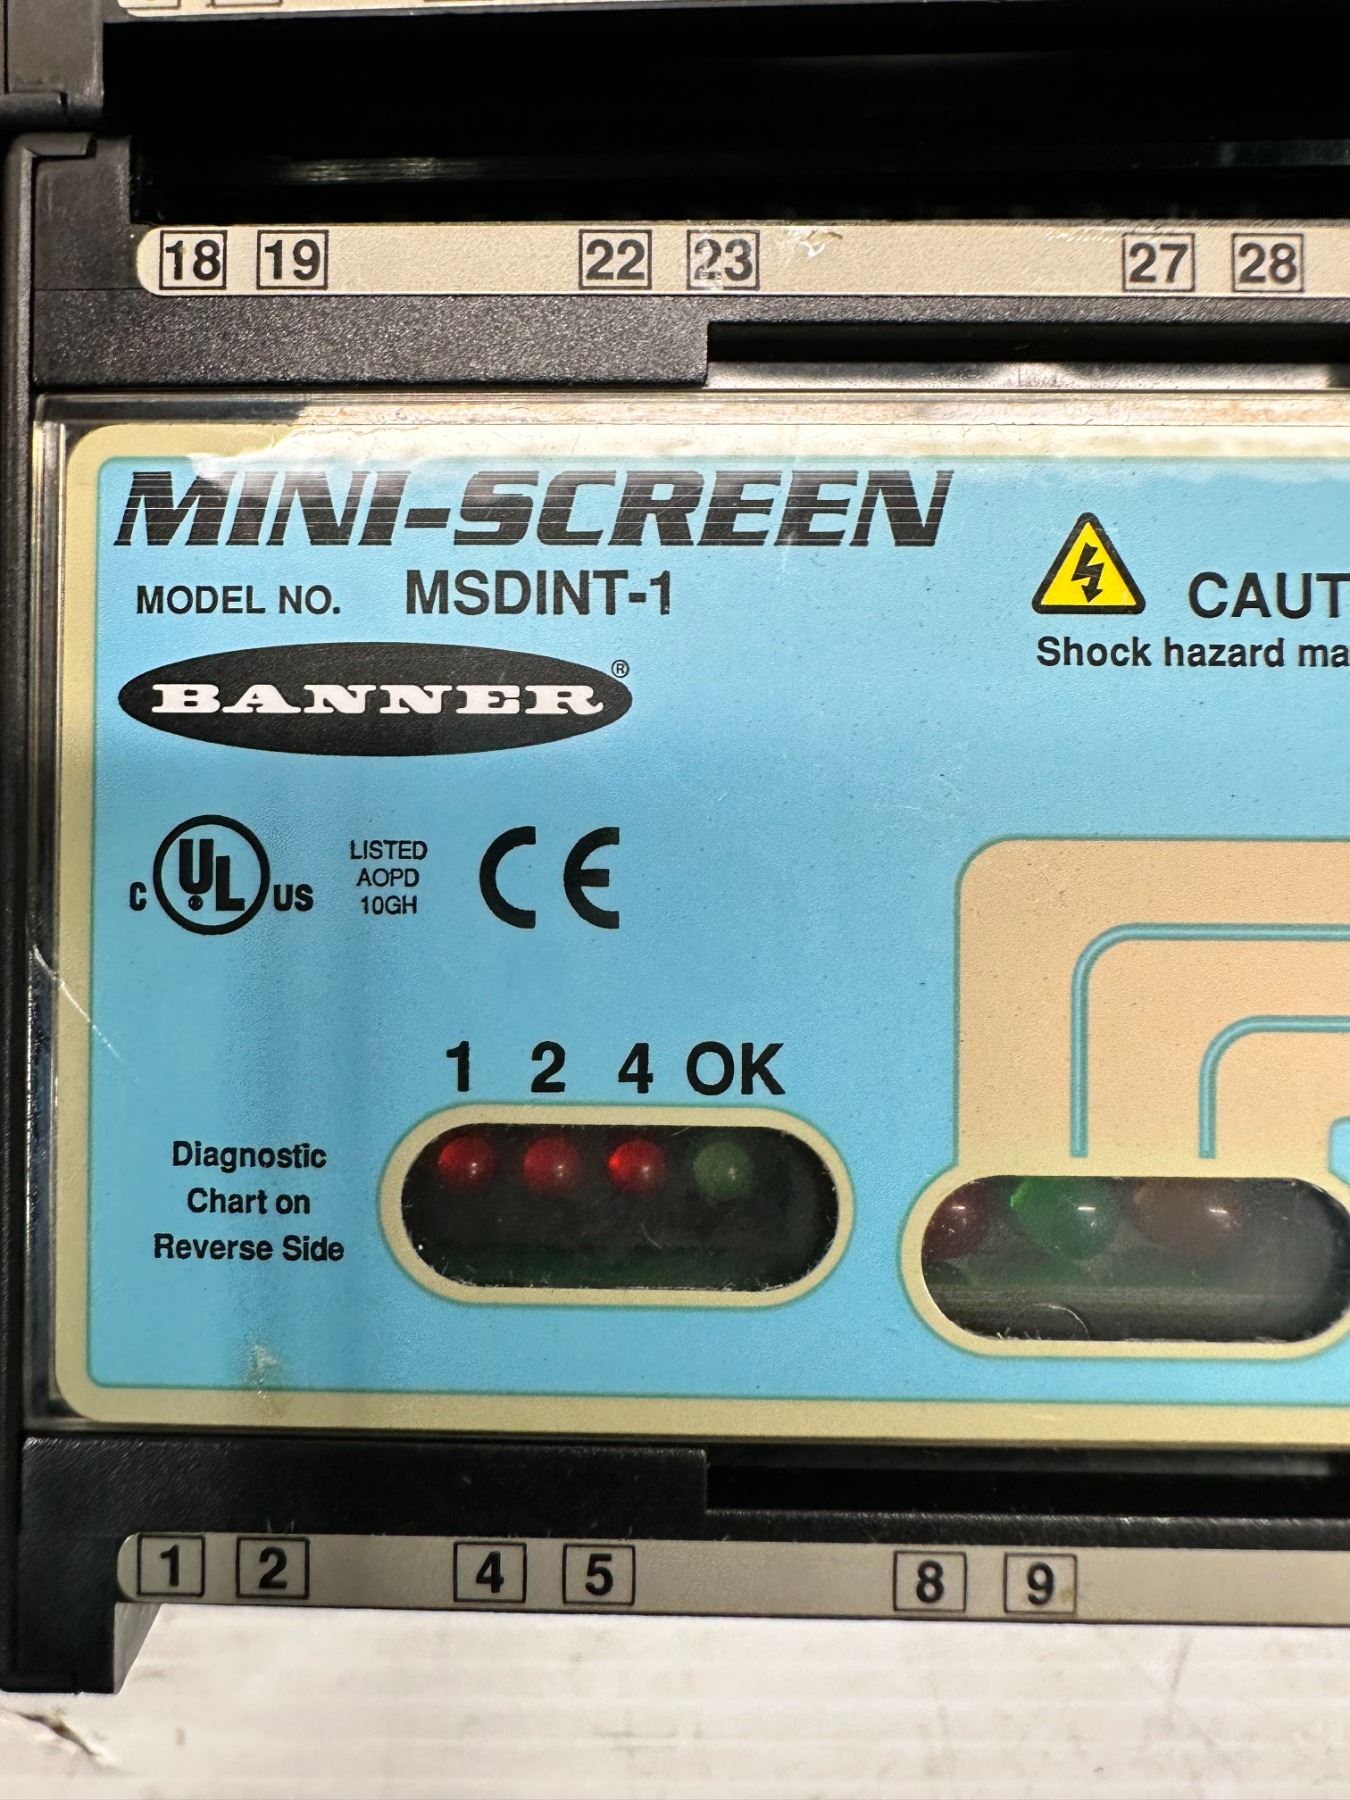 18 19 22 23 27 28
MINI-SCREEN
MODEL NO. MSDINT-1
CAUT
Shock hazard ma
BANNER®
C UL® US
LISTED
AOPD
10GH
CE
1 2 4 OK
Diagnostic
Chart on
Reverse Side
1 2 4 5 8 9